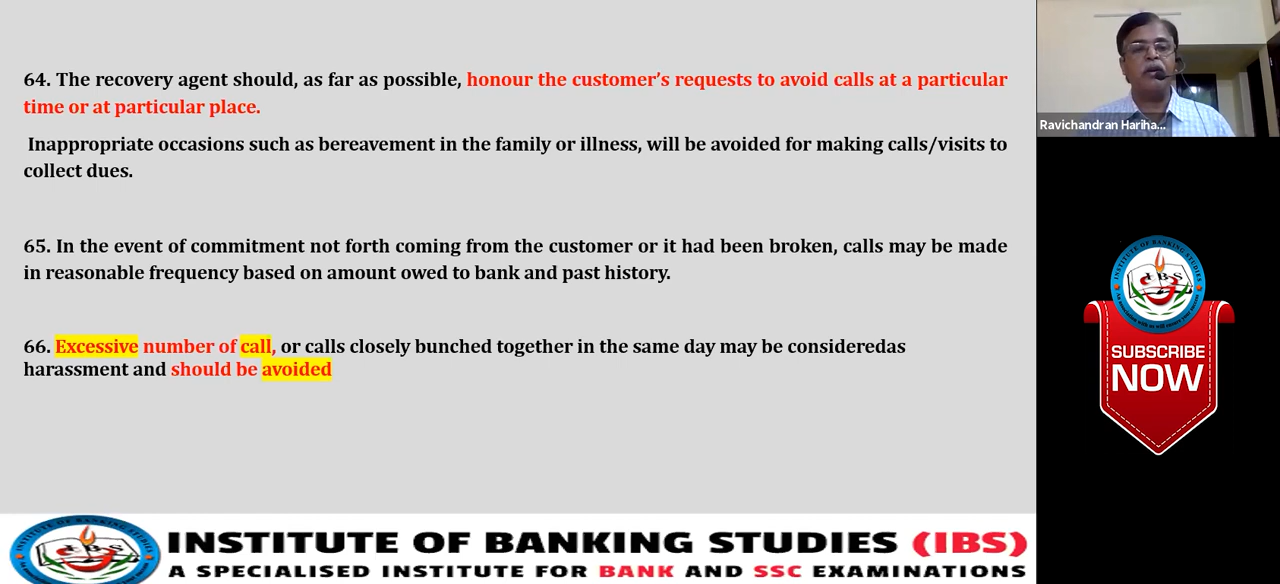 64. The recovery agent should, as far as possible, honour the customer's requests to avoid calls at a particular
time or at particular place.
Inappropriate occasions such as bereavement in the family or illness, will be avoided for making calls/visits to
collect dues.
65. In the event of commitment not forth coming from the customer or it had been broken, calls may be made
in reasonable frequency based on amount owed to bank and past history.
66. Excessive number of call, or calls closely bunched together in the same day may be consideredas
harassment and should be avoided
Ravichandran Hariha...
INSTITUTE OF BANKING STUDIES
IBS
SUBSCRIBE
NOW
IBS
INSTITUTE OF BANKING STUDIES (IBS)
A SPECIALISED INSTITUTE FOR BANK AND SSC EXAMINATIONS